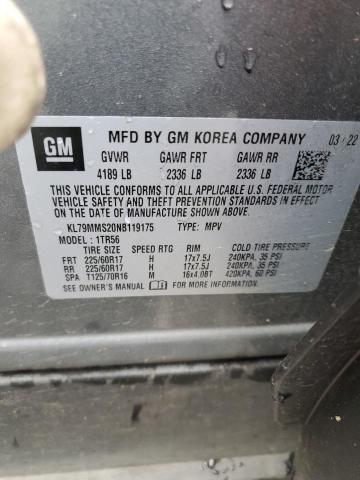 GM
MFD BY GM KOREA COMPANY 03/22
GVWR GAWR FRT GAWR RR
4189 LB 2336 LB 2336 LB
THIS VEHICLE CONFORMS TO ALL APPLICABLE U.S. FEDERAL MOTOR
VEHICLE SAFETY AND THEFT PREVENTION STANDARDS IN EFFECT ON
THE DATE OF MANUFACTURE SHOWN ABOVE.
KL79MMS20NB119175 TYPE: MPV
MODEL: 1TR56
TIRE SIZE SPEED RTG RIM COLD TIRE PRESSURE
FRT 225/60R17 H 17x7.5J 240KPA, 35 PSI
RR 225/60R17 H 17x7.5J 240KPA, 35 PSI
SPA T125/70R16 M 16x4.0BT 420KPA, 60 PSI
SEE OWNER'S MANUAL FOR MORE INFORMATION.